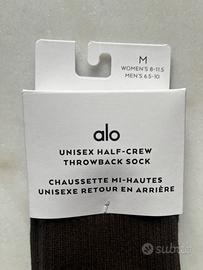 M
WOMEN'S 8-11.5
MEN'S 6.5-10
alo
UNISEX HALF-CREW
THROWBACK SOCK
CHAUSSETTE MI-HAUTES
UNISEXE RETOUR EN ARRIÈRE
subito